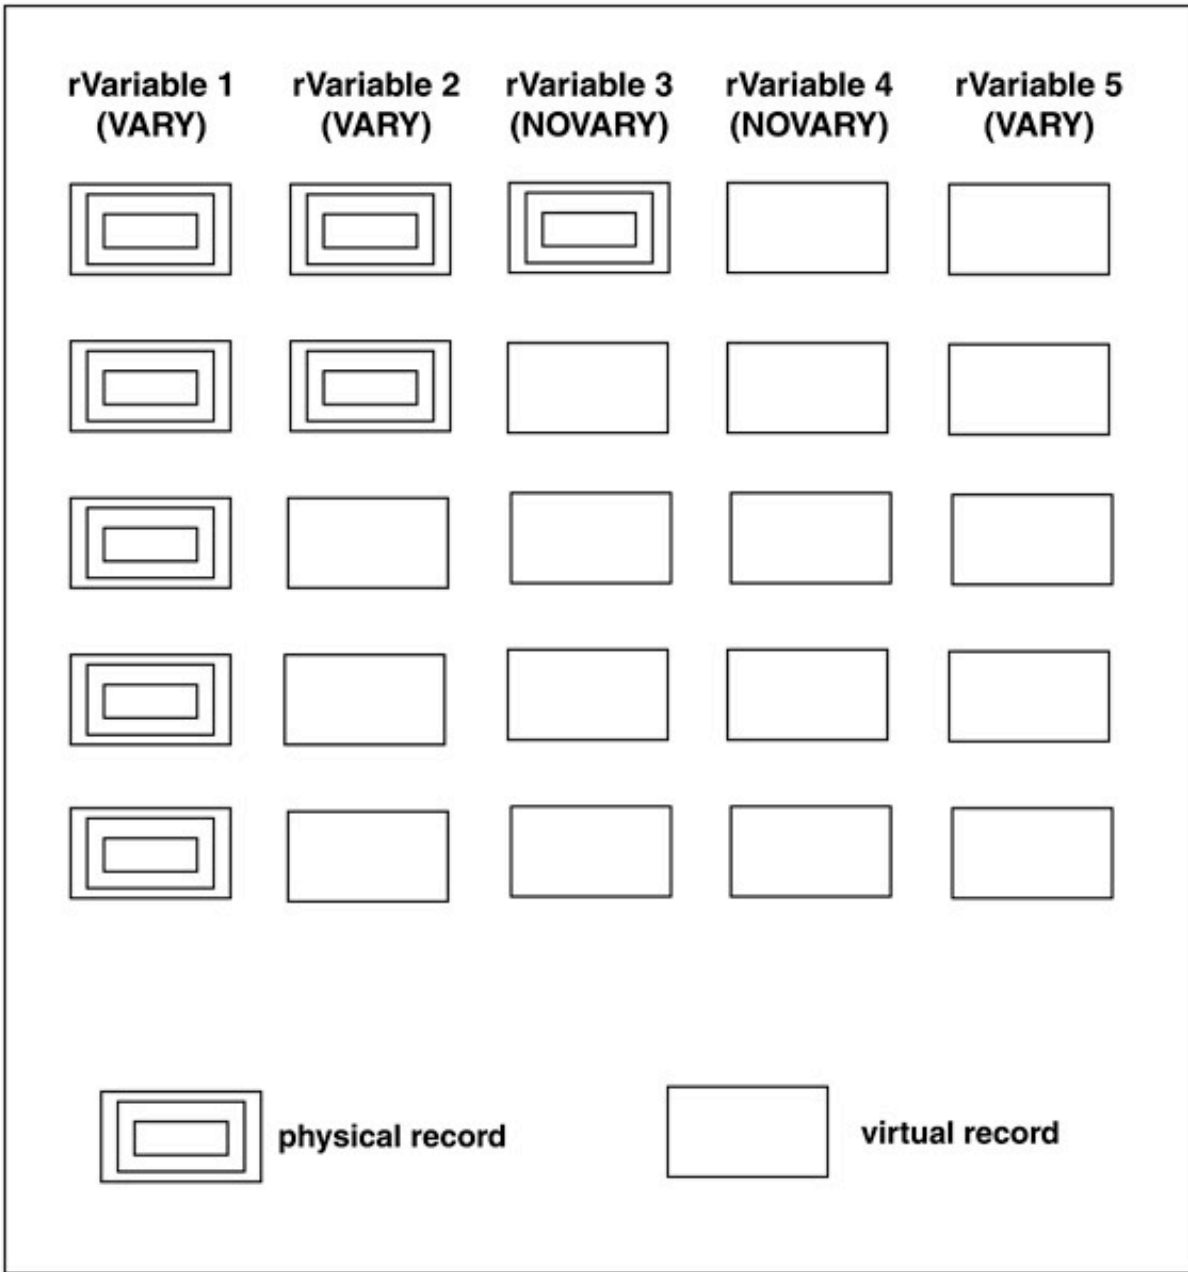 rVariable 1 rVariable 2 rVariable 3 rVariable 4 rVariable 5
(VARY) (VARY) (NOVARY) (NOVARY) (VARY)
physical record virtual record